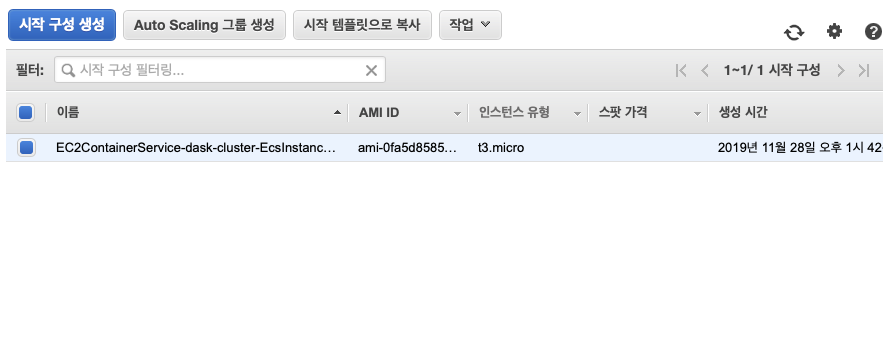 시작 구성 생성 Auto Scaling 그룹 생성 시작 템플릿으로 복사 작업
필터: 시작 구성 필터링... 1~1/ 1 시작 구성
이름 AMI ID 인스턴스 유형 스팟 가격 생성 시간
EC2ContainerService-dask-cluster-EcsInstanc... ami-0fa5d8585... t3.micro 2019년 11월 28일 오후 1시 42